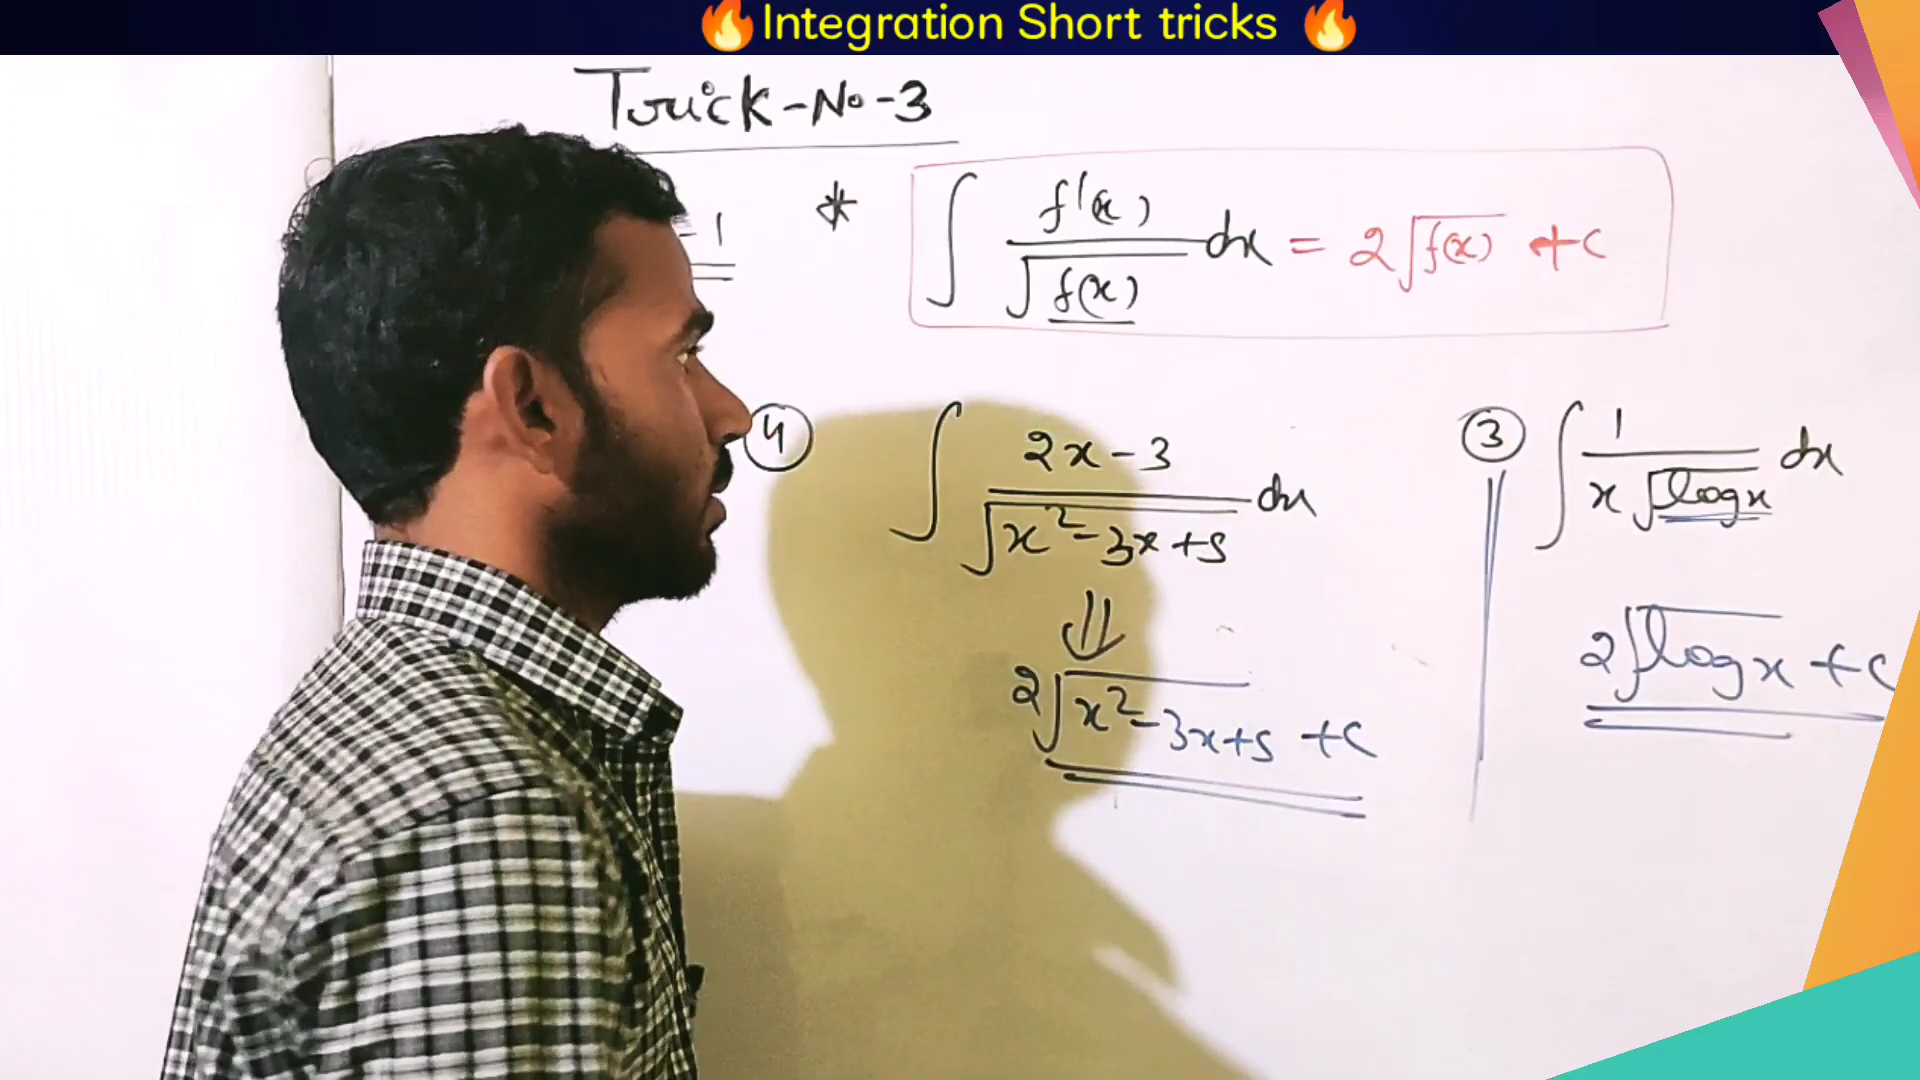 🔥Integration Short tricks 🔥
Trick-No-3
-1
* ∫ f'(x) / √f(x) dx = 2√f(x) + c
④ ∫ 2x-3 / √x²-3x+5 dx
⇓
2√x²-3x+5 +c
③ ∫ 1 / x√logx dx
2√logx +c